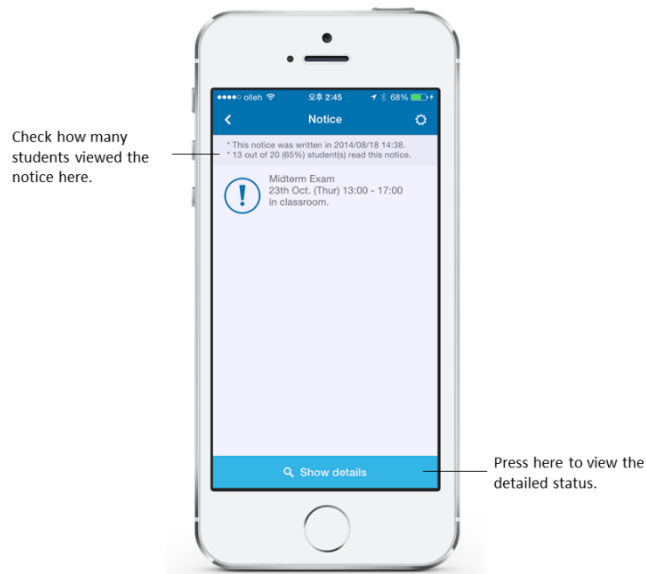 olleh 오후 2:45 68%
Notice
* This notice was written in 2014/08/18 14:38.
* 13 out of 20 (65%) student(s) read this notice.
Midterm Exam
23th Oct. (Thur) 13:00 - 17:00
in classroom.
Show details
Check how many
students viewed the
notice here.
Press here to view the
detailed status.